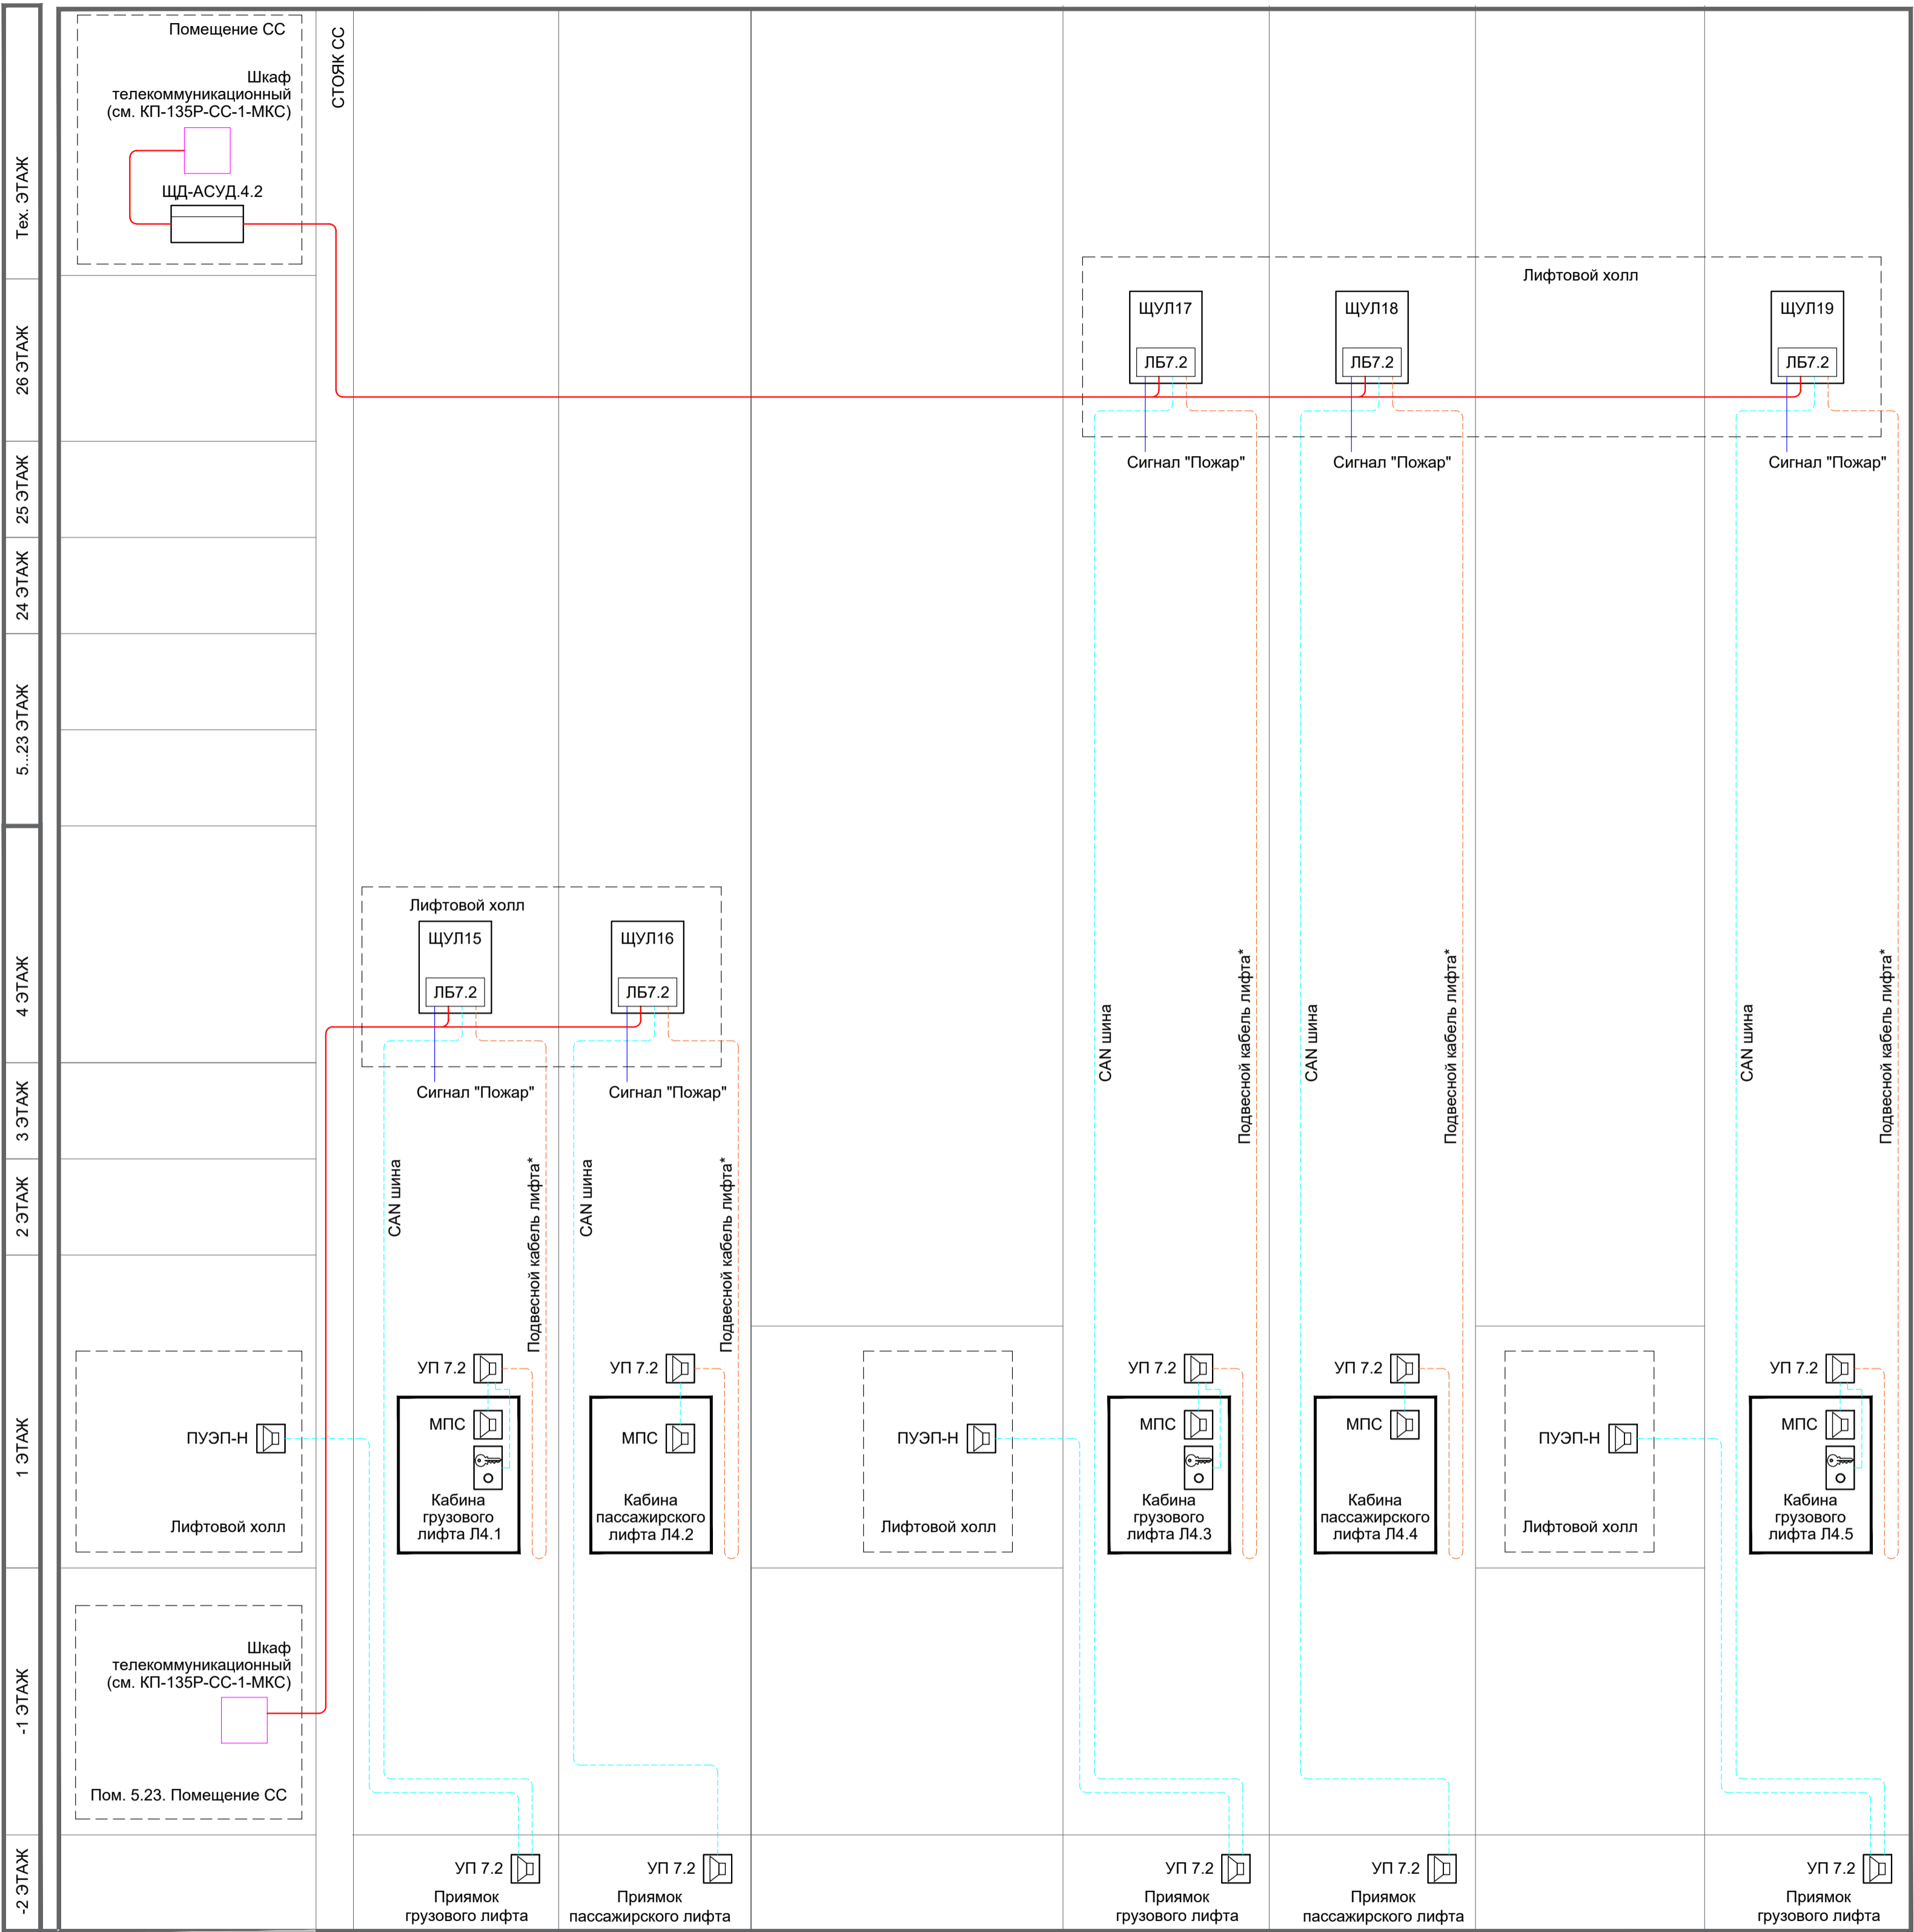 Помещение СС
СТОЯК СС
Шкаф
телекоммуникационный
(см. КП-135Р-СС-1-МКС)
ЩД-АСУД.4.2
Тех. ЭТАЖ
Лифтовой холл
ЩУЛ17
ЛБ7.2
ЩУЛ18
ЛБ7.2
ЩУЛ19
ЛБ7.2
26 ЭТАЖ
Сигнал "Пожар"
Сигнал "Пожар"
Сигнал "Пожар"
25 ЭТАЖ
24 ЭТАЖ
5...23 ЭТАЖ
Лифтовой холл
ЩУЛ15
ЛБ7.2
ЩУЛ16
ЛБ7.2
4 ЭТАЖ
CAN шина
Подвесной кабель лифта*
CAN шина
Подвесной кабель лифта*
CAN шина
Подвесной кабель лифта*
Сигнал "Пожар"
Сигнал "Пожар"
3 ЭТАЖ
2 ЭТАЖ
CAN шина
Подвесной кабель лифта*
CAN шина
Подвесной кабель лифта*
1 ЭТАЖ
ПУЭП-Н
Лифтовой холл
УП 7.2
МПС
Кабина
грузового
лифта Л4.1
УП 7.2
МПС
Кабина
пассажирского
лифта Л4.2
ПУЭП-Н
Лифтовой холл
УП 7.2
МПС
Кабина
грузового
лифта Л4.3
УП 7.2
МПС
Кабина
пассажирского
лифта Л4.4
ПУЭП-Н
Лифтовой холл
УП 7.2
МПС
Кабина
грузового
лифта Л4.5
-1 ЭТАЖ
Шкаф
телекоммуникационный
(см. КП-135Р-СС-1-МКС)
Пом. 5.23. Помещение СС
-2 ЭТАЖ
УП 7.2
Приямок
грузового лифта
УП 7.2
Приямок
пассажирского лифта
УП 7.2
Приямок
грузового лифта
УП 7.2
Приямок
пассажирского лифта
УП 7.2
Приямок
грузового лифта